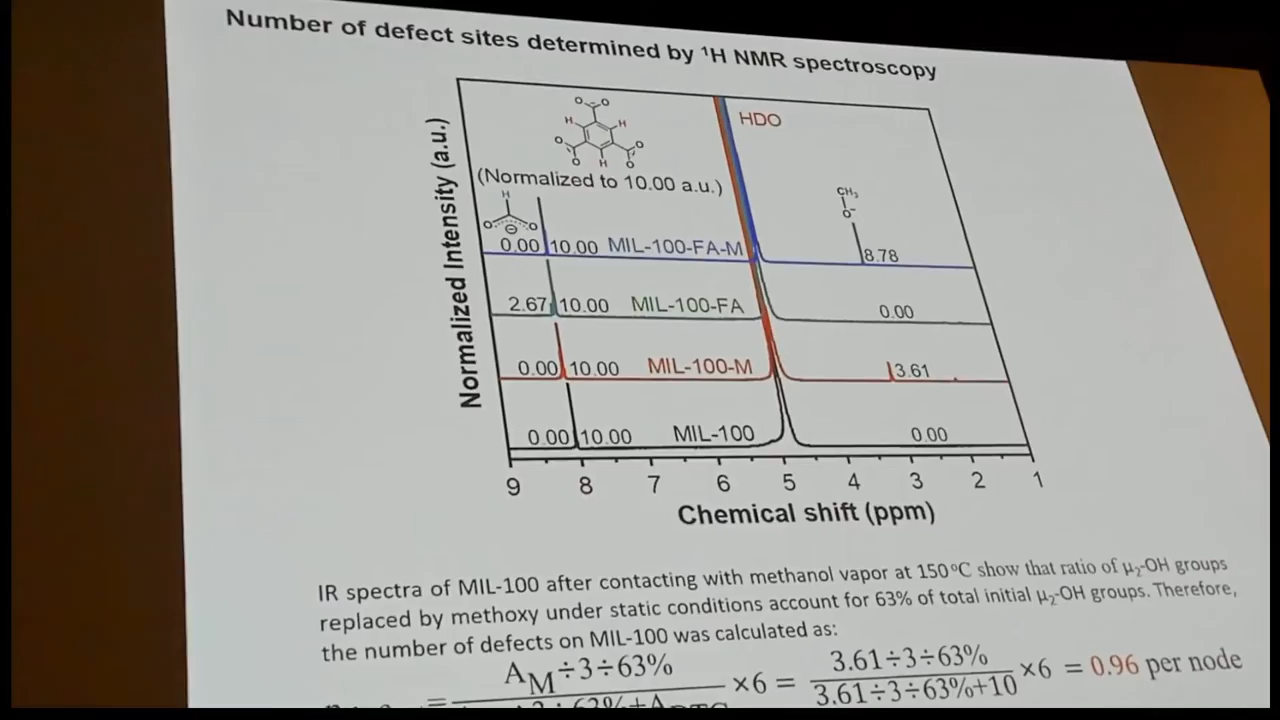 Number of defect sites determined by ¹H NMR spectroscopy
Normalized Intensity (a.u.)
HDO
(Normalized to 10.00 a.u.)
O O
H H
O O
O H O
H
O O
CH₃
O⁻
0.00 10.00 MIL-100-FA-M 8.78
2.67 10.00 MIL-100-FA 0.00
0.00 10.00 MIL-100-M 3.61
0.00 10.00 MIL-100 0.00
9 8 7 6 5 4 3 2 1
Chemical shift (ppm)
IR spectra of MIL-100 after contacting with methanol vapor at 150°C show that ratio of μ₂-OH groups
replaced by methoxy under static conditions account for 63% of total initial μ₂-OH groups. Therefore,
the number of defects on MIL-100 was calculated as:
A_M÷3÷63%
×6 =
3.61÷3÷63%
3.61÷3÷63%+10
×6 = 0.96 per node